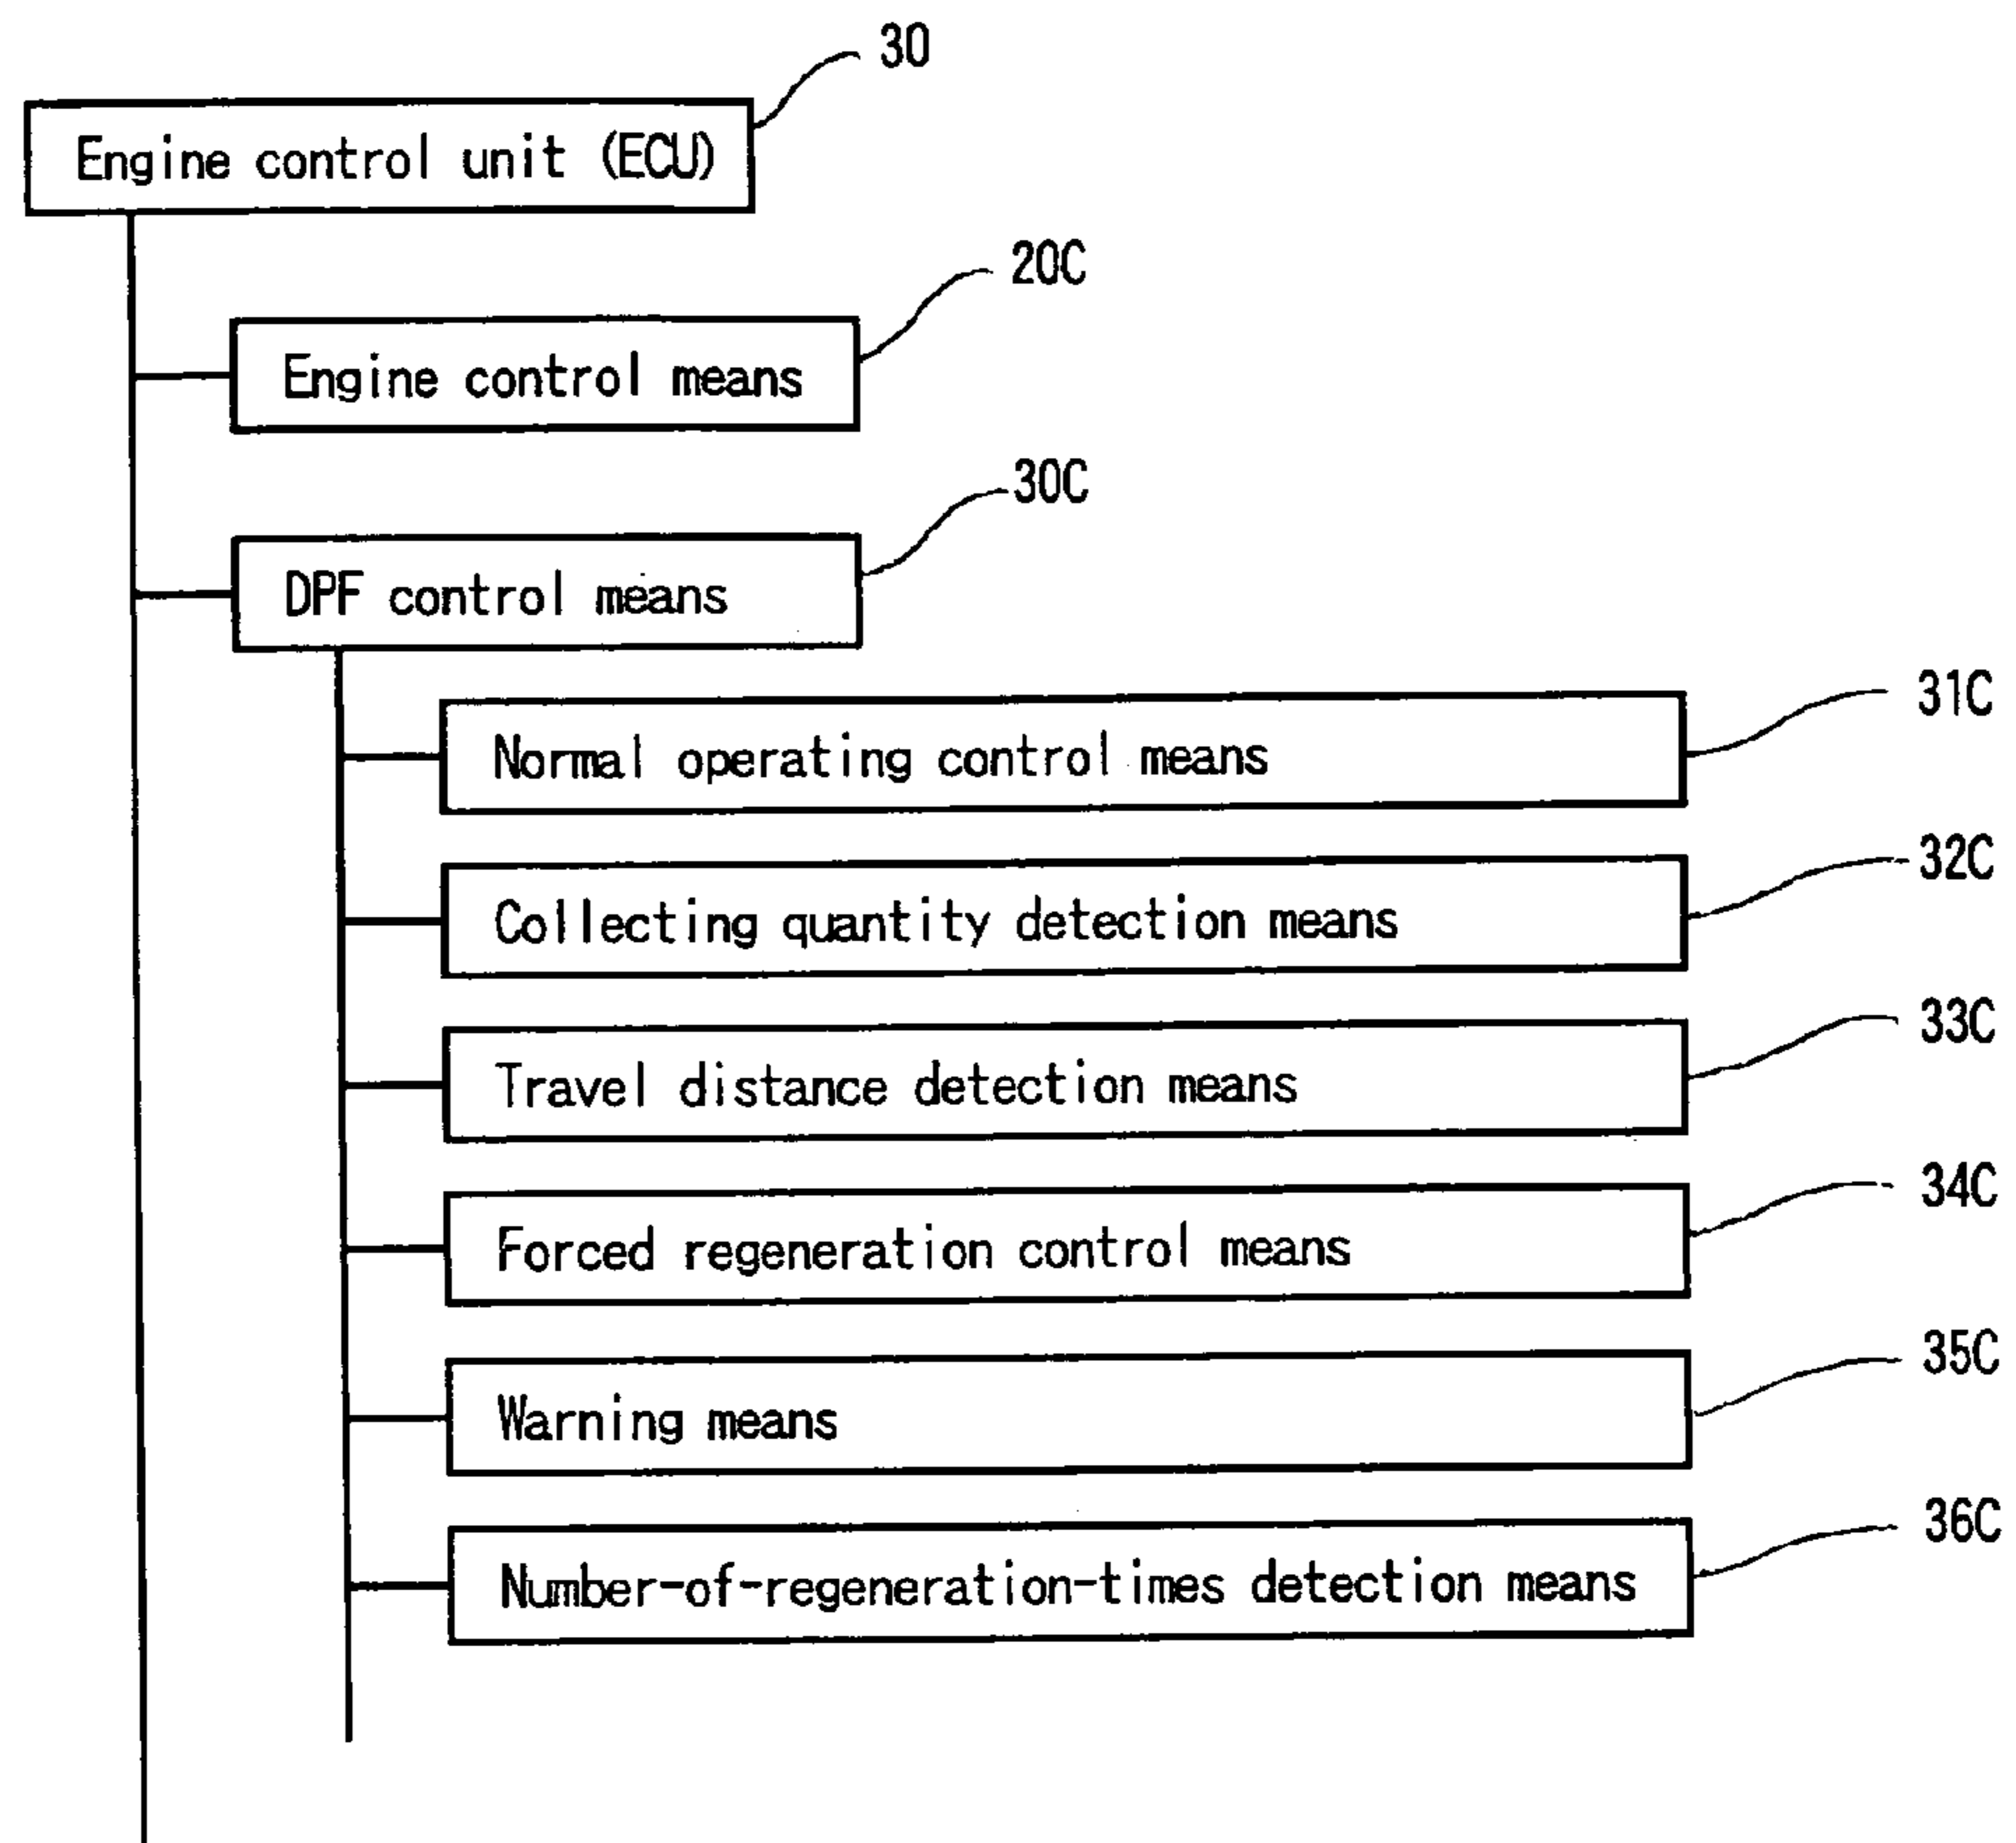 30
Engine control unit (ECU)
20C
Engine control means
30C
DPF control means
31C
Normal operating control means
32C
Collecting quantity detection means
33C
Travel distance detection means
34C
Forced regeneration control means
35C
Warning means
36C
Number-of-regeneration-times detection means